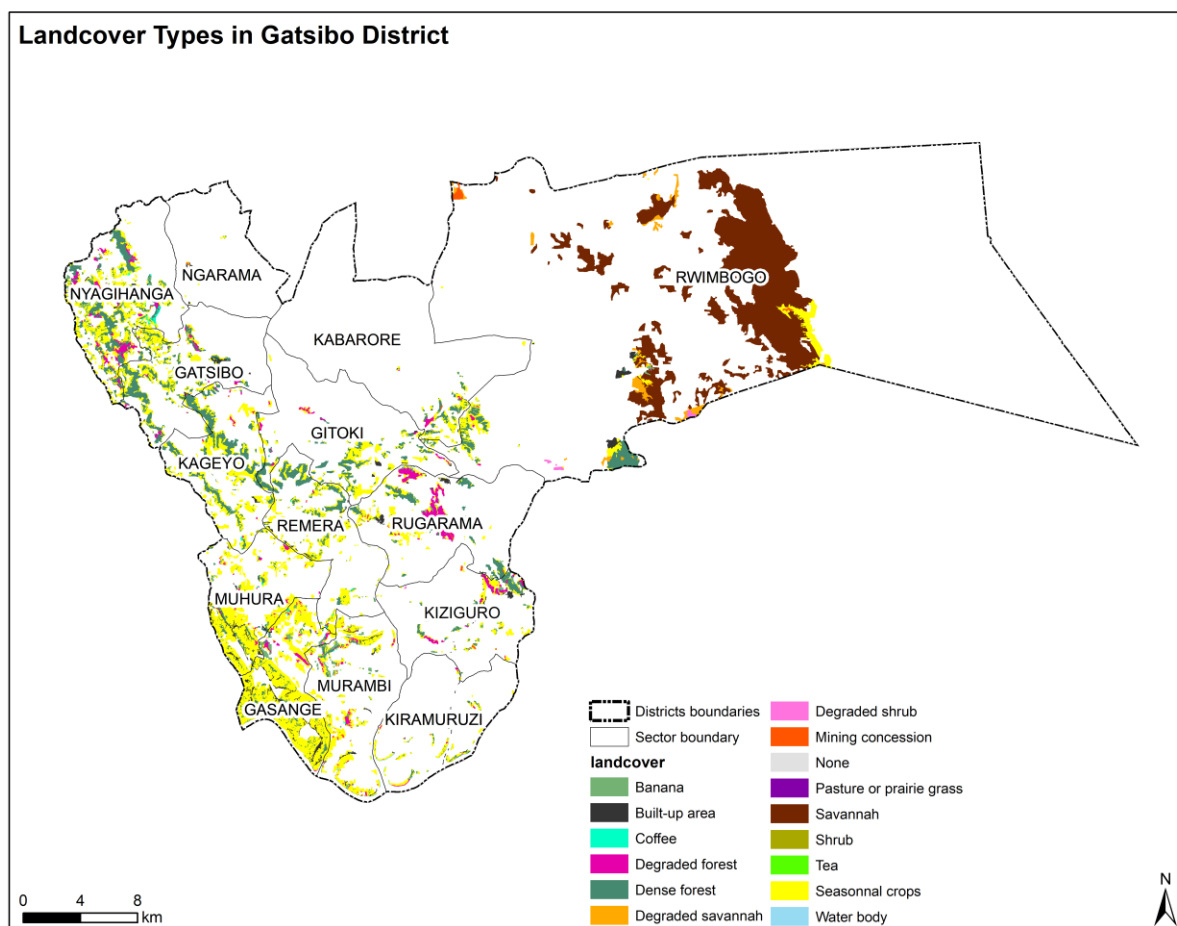 Landcover Types in Gatsibo District
NGARAMA
NYAGIHANGA
RWIMBOGO
KABARORE
GATSIBO
GITOKI
KAGEYO
REMERA
RUGARAMA
MUHURA
KIZIGURO
MURAMBI
GASANGE
KIRAMURUZI
Districts boundaries
Sector boundary
landcover
Banana
Built-up area
Coffee
Degraded forest
Dense forest
Degraded savannah
Degraded shrub
Mining concession
None
Pasture or prairie grass
Savannah
Shrub
Tea
Seasonnal crops
Water body
0 8
km
N